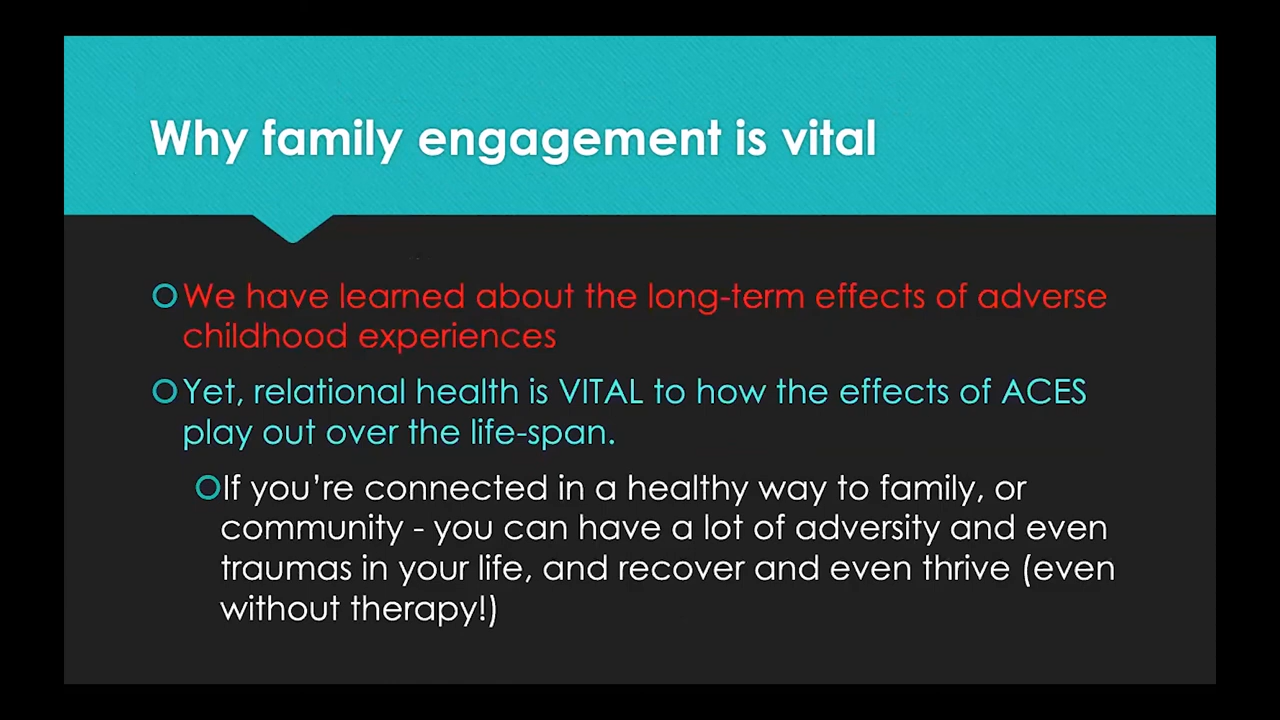 Why family engagement is vital
We have learned about the long-term effects of adverse
childhood experiences
Yet, relational health is VITAL to how the effects of ACES
play out over the life-span.
If you’re connected in a healthy way to family, or
community - you can have a lot of adversity and even
traumas in your life, and recover and even thrive (even
without therapy!)